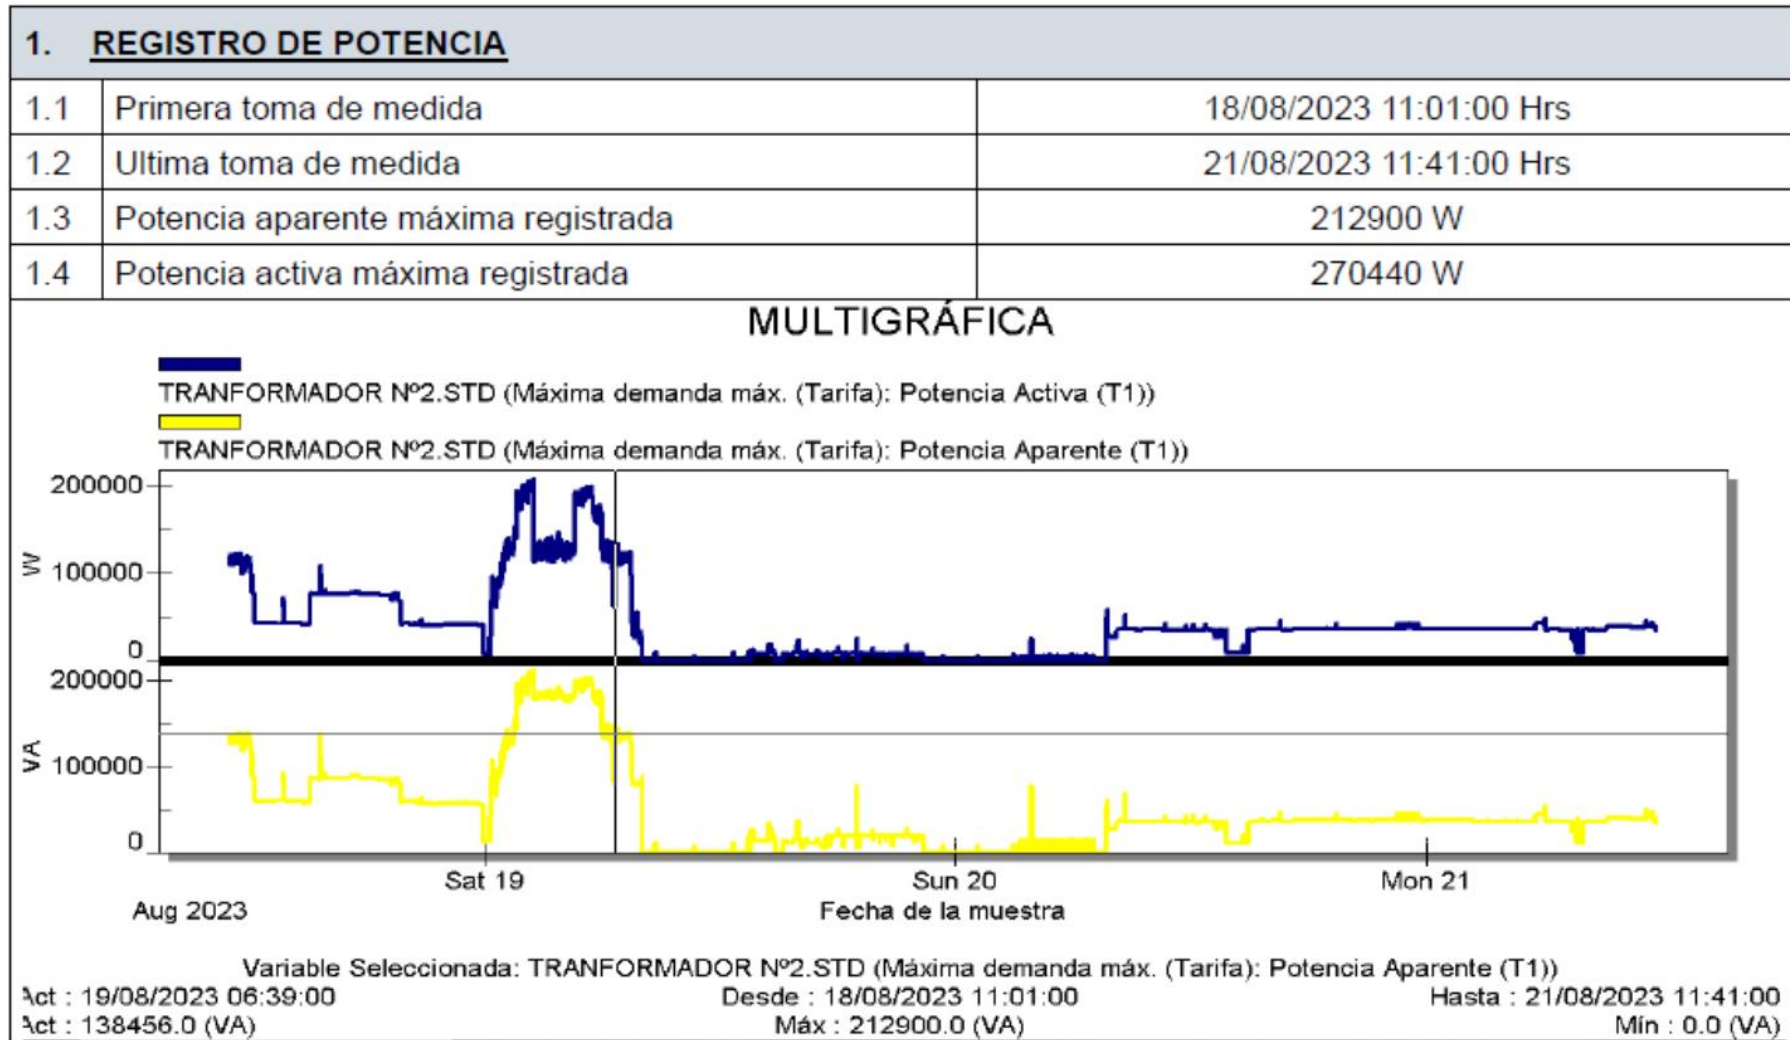 1. REGISTRO DE POTENCIA
1.1 Primera toma de medida 18/08/2023 11:01:00 Hrs
1.2 Ultima toma de medida 21/08/2023 11:41:00 Hrs
1.3 Potencia aparente máxima registrada 212900 W
1.4 Potencia activa máxima registrada 270440 W
MULTIGRÁFICA
TRANFORMADOR Nº2.STD (Máxima demanda máx. (Tarifa): Potencia Activa (T1))
TRANFORMADOR Nº2.STD (Máxima demanda máx. (Tarifa): Potencia Aparente (T1))
200000
W
100000
0
200000
VA
100000
0
Sat 19 Sun 20 Mon 21
Aug 2023 Fecha de la muestra
Variable Seleccionada: TRANFORMADOR Nº2.STD (Máxima demanda máx. (Tarifa): Potencia Aparente (T1))
Act : 19/08/2023 06:39:00 Desde : 18/08/2023 11:01:00 Hasta : 21/08/2023 11:41:00
Act : 138456.0 (VA) Máx : 212900.0 (VA) Mín : 0.0 (VA)